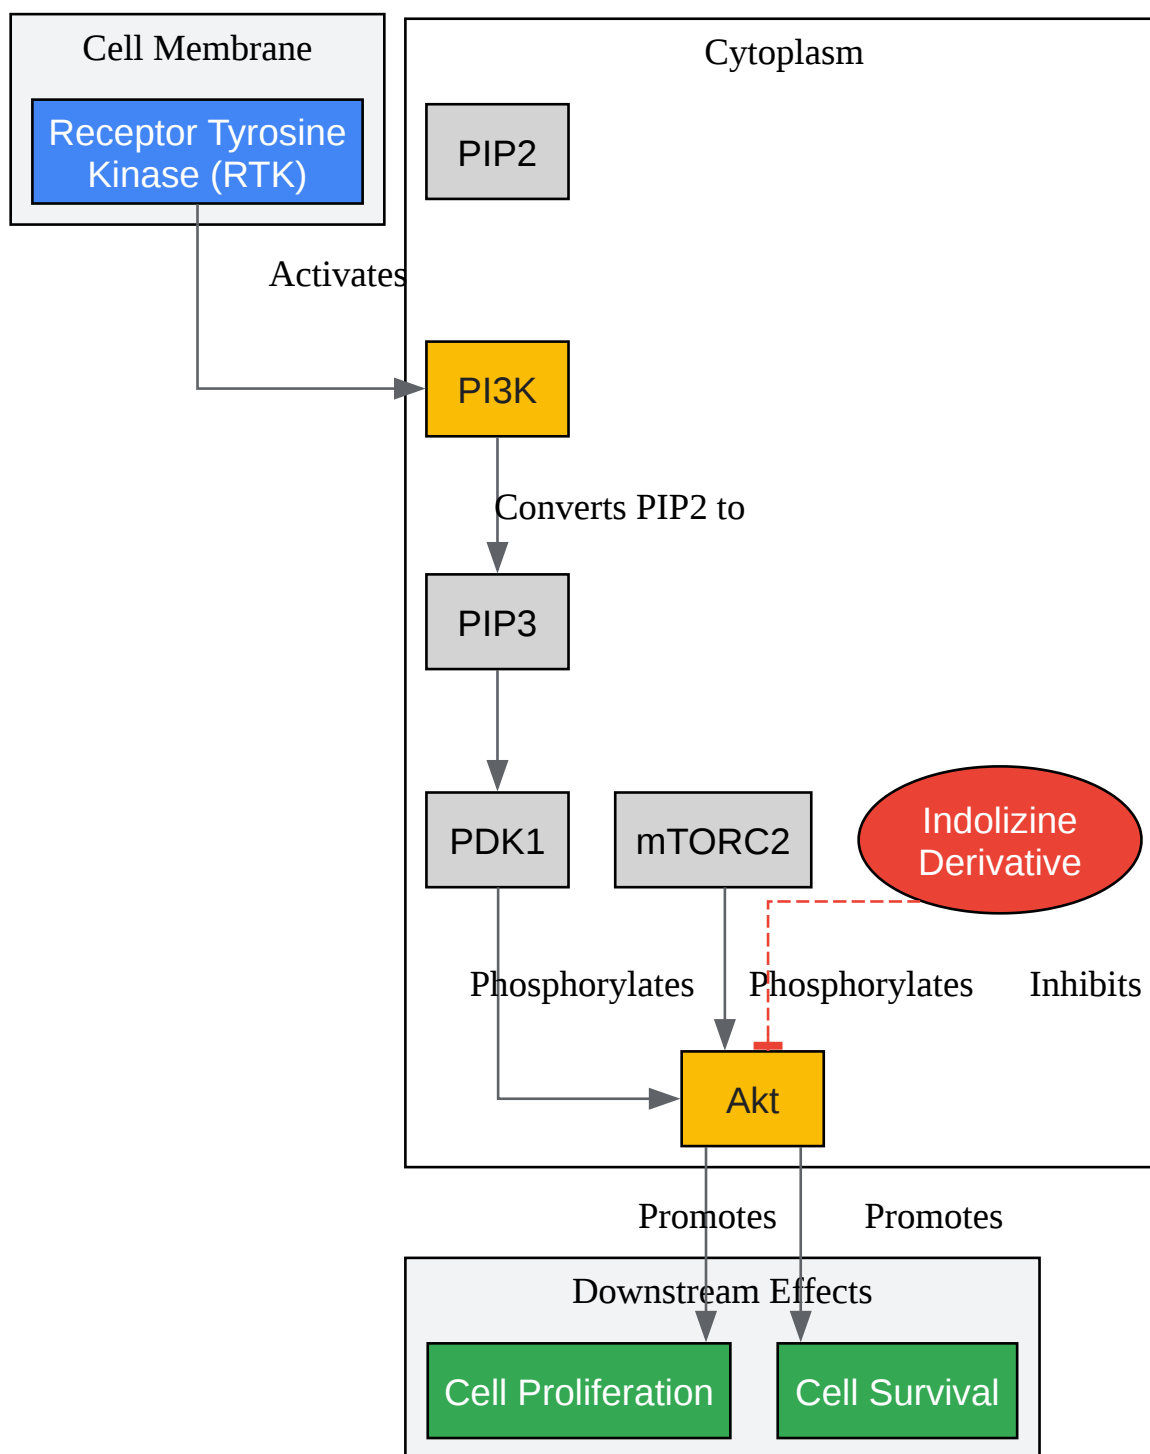 Cell Membrane
Receptor Tyrosine
Kinase (RTK)
Cytoplasm
PIP2
Activates
PI3K
Converts PIP2 to
PIP3
PDK1
mTORC2
Indolizine
Derivative
Phosphorylates
Phosphorylates
Inhibits
Akt
Promotes
Promotes
Downstream Effects
Cell Proliferation
Cell Survival